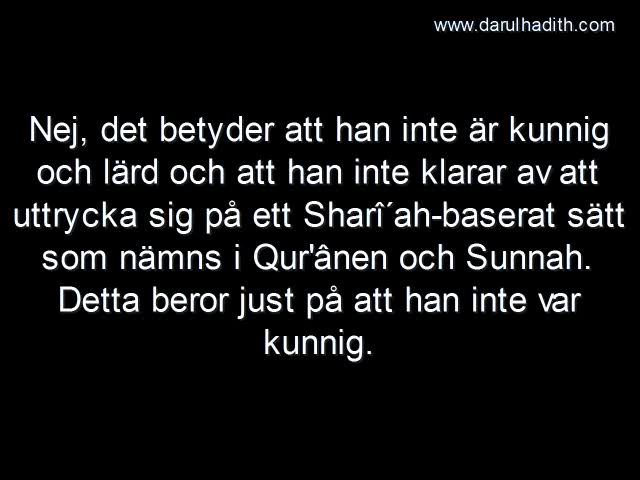 www.darulhadith.com
Nej, det betyder att han inte är kunnig
och lärd och att han inte klarar av att
uttrycka sig på ett Sharî´ah-baserat sätt
som nämns i Qur'ânen och Sunnah.
Detta beror just på att han inte var
kunnig.